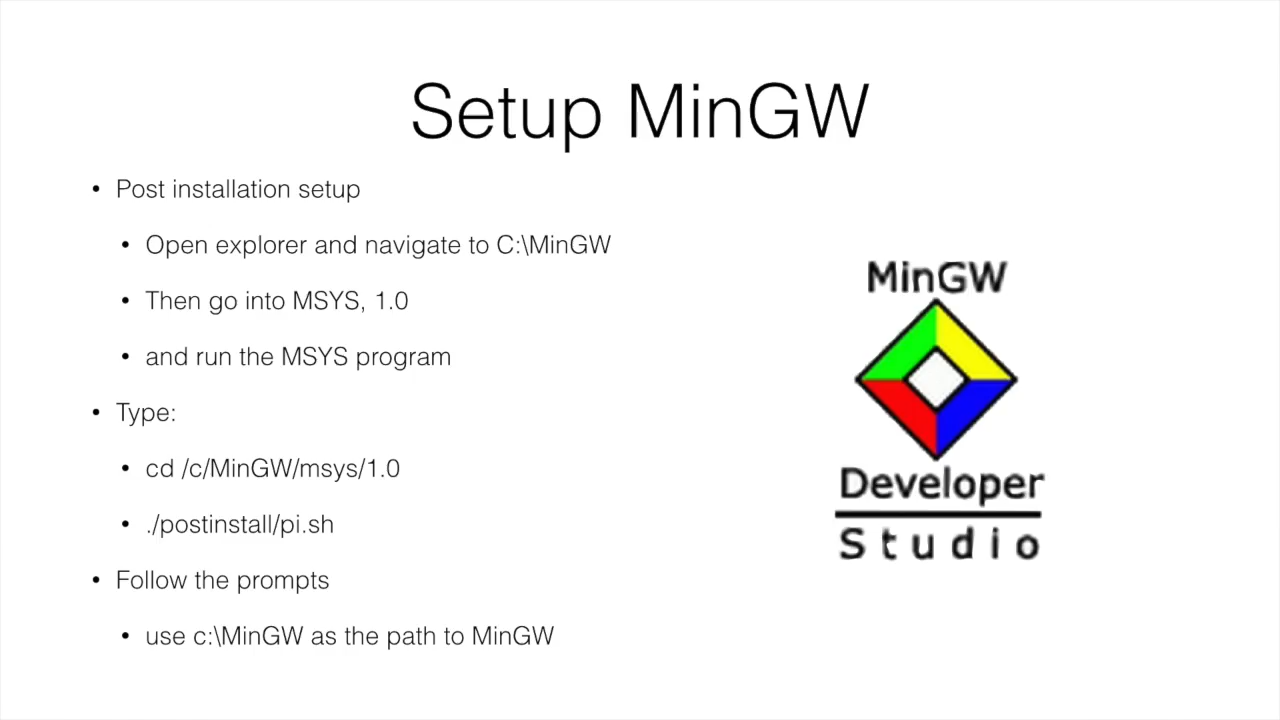 Setup MinGW
• Post installation setup
• Open explorer and navigate to C:\MinGW
• Then go into MSYS, 1.0
• and run the MSYS program
• Type:
• cd /c/MinGW/msys/1.0
• ./postinstall/pi.sh
• Follow the prompts
• use c:\MinGW as the path to MinGW
MinGW
Developer
Studio